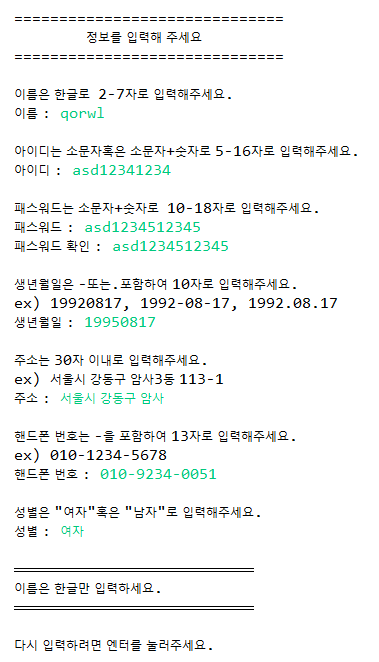 ==============================
정보를 입력해 주세요
==============================
이름은 한글로 2-7자로 입력해주세요.
이름 : qorwl
아이디는 소문자혹은 소문자+숫자로 5-16자로 입력해주세요.
아이디 : asd12341234
패스워드는 소문자+숫자로 10-18자로 입력해주세요.
패스워드 : asd1234512345
패스워드 확인 : asd1234512345
생년월일은 -또는.포함하여 10자로 입력해주세요.
ex) 19920817, 1992-08-17, 1992.08.17
생년월일 : 19950817
주소는 30자 이내로 입력해주세요.
ex) 서울시 강동구 암사3동 113-1
주소 : 서울시 강동구 암사
핸드폰 번호는 -을 포함하여 13자로 입력해주세요.
ex) 010-1234-5678
핸드폰 번호 : 010-9234-0051
성별은 "여자"혹은 "남자"로 입력해주세요.
성별 : 여자
════════════════════
이름은 한글만 입력하세요.
════════════════════
다시 입력하려면 엔터를 눌러주세요.